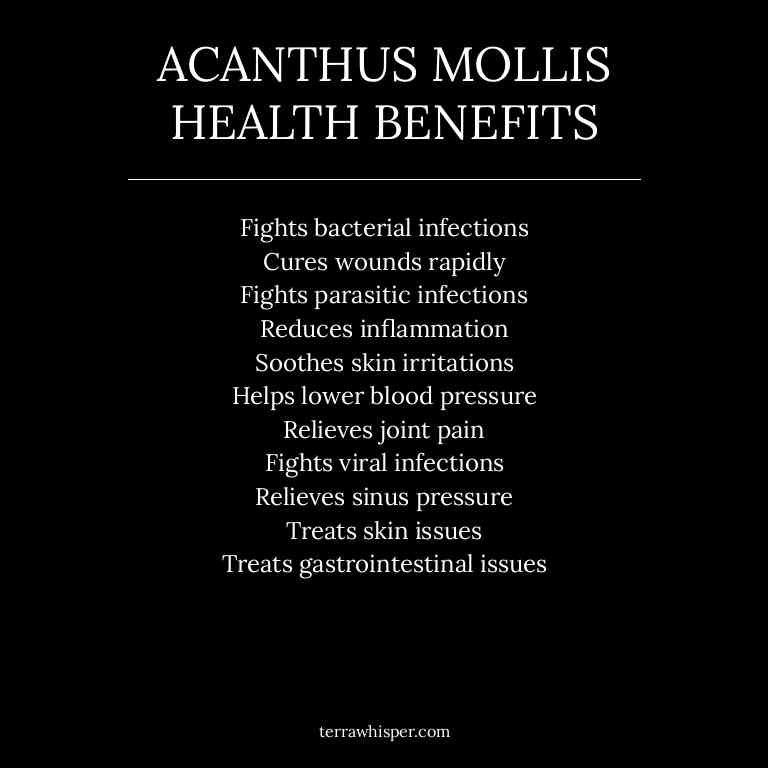 ACANTHUS MOLLIS
HEALTH BENEFITS
Fights bacterial infections
Cures wounds rapidly
Fights parasitic infections
Reduces inflammation
Soothes skin irritations
Helps lower blood pressure
Relieves joint pain
Fights viral infections
Relieves sinus pressure
Treats skin issues
Treats gastrointestinal issues
terrawhisper.com